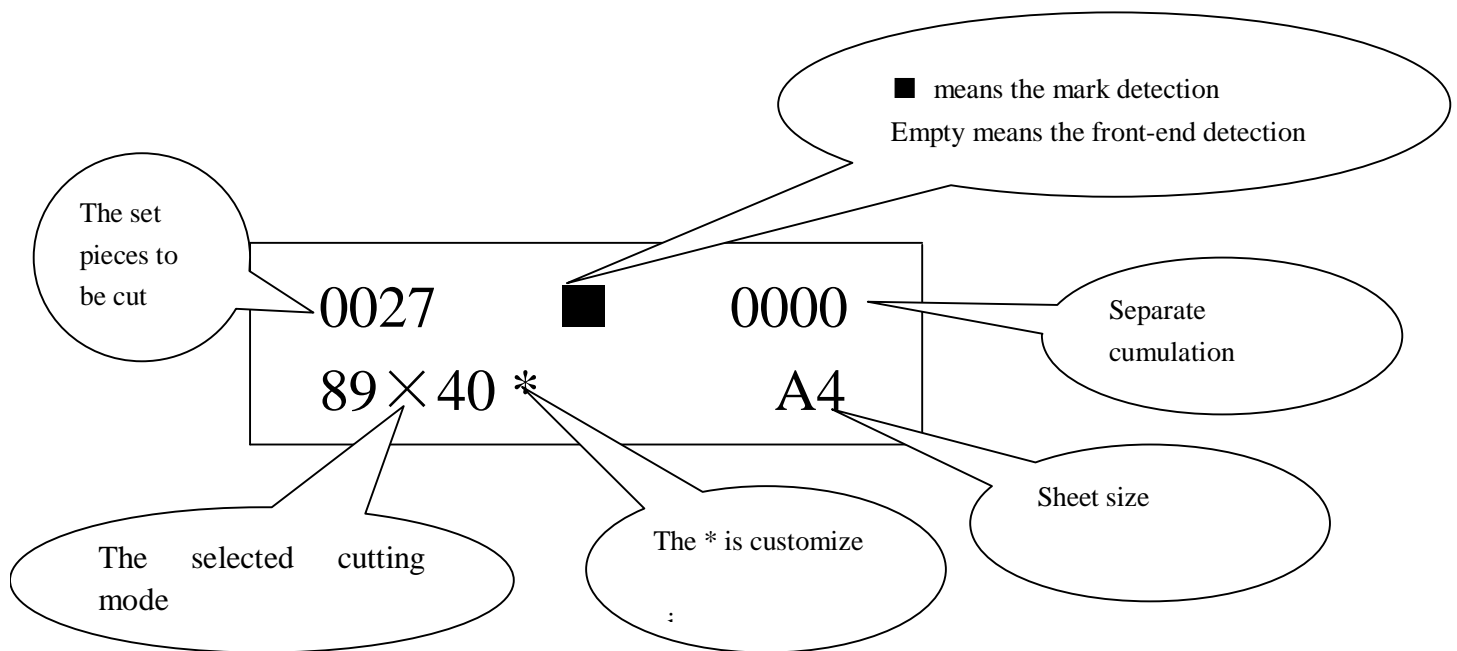 ■ means the mark detection
Empty means the front-end detection
The set
pieces to
be cut
0027 ■ 0000
89×40 * A4
Separate
cumulation
Sheet size
The * is customize
:
The selected cutting
mode